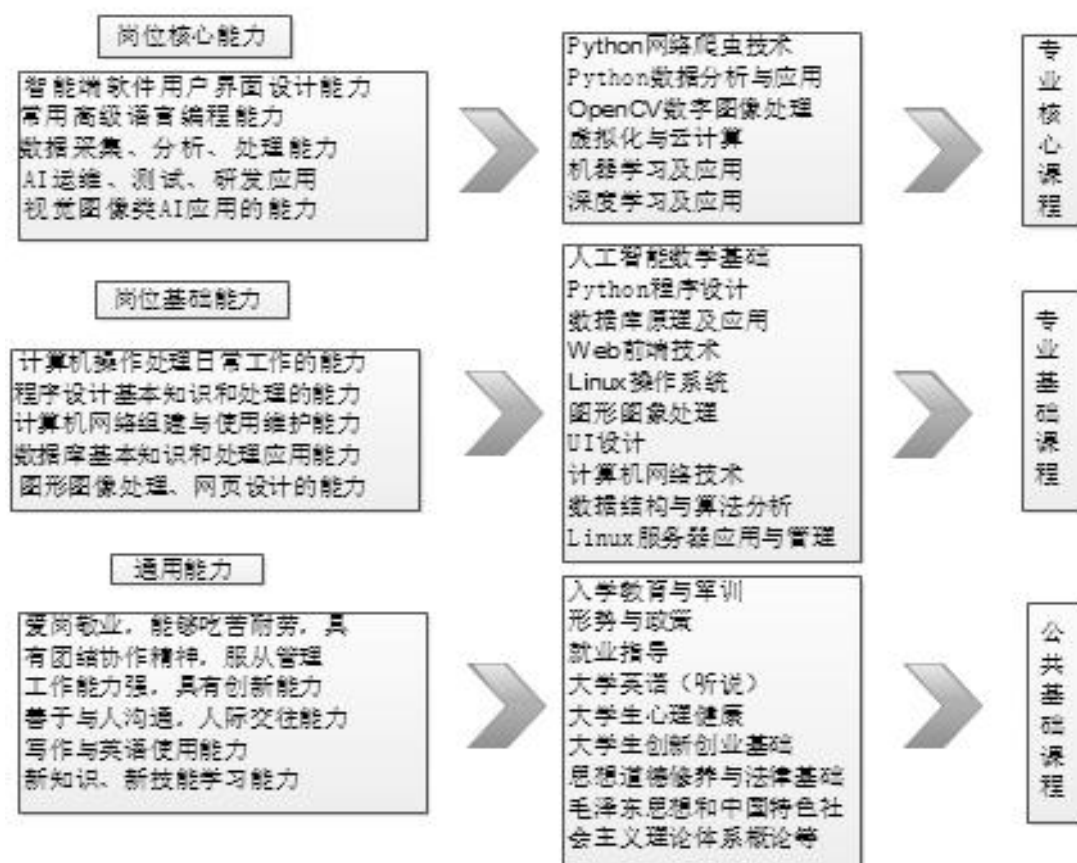 岗位核心能力
智能端软件用户界面设计能力
常用高级语言编程能力
数据采集、分析、处理能力
AI运维、测试、研发应用
视觉图像类AI应用的能力
Python网络爬虫技术
Python数据分析与应用
OpenCV数字图像处理
虚拟化与云计算
机器学习及应用
深度学习及应用
专业核心课程
岗位基础能力
计算机操作处理日常工作的能力
程序设计基本知识和处理的能力
计算机网络组建与使用维护能力
数据库基本知识和处理应用能力
图形图像处理、网页设计的能力
人工智能数学基础
Python程序设计
数据库原理及应用
Web前端技术
Linux操作系统
图形图像处理
UI设计
计算机网络技术
数据结构与算法分析
Linux服务器应用与管理
专业基础课程
通用能力
爱岗敬业，能够吃苦耐劳，具
有团结协作精神，服从管理
工作能力强，具有创新能力
善于与人沟通，人际交往能力
写作与英语使用能力
新知识、新技能学习能力
入学教育与军训
形势与政策
就业指导
大学英语（听说）
大学生心理健康
大学生创新创业基础
思想道德修养与法律基础
毛泽东思想和中国特色社
会主义理论体系概论等
公共基础课程